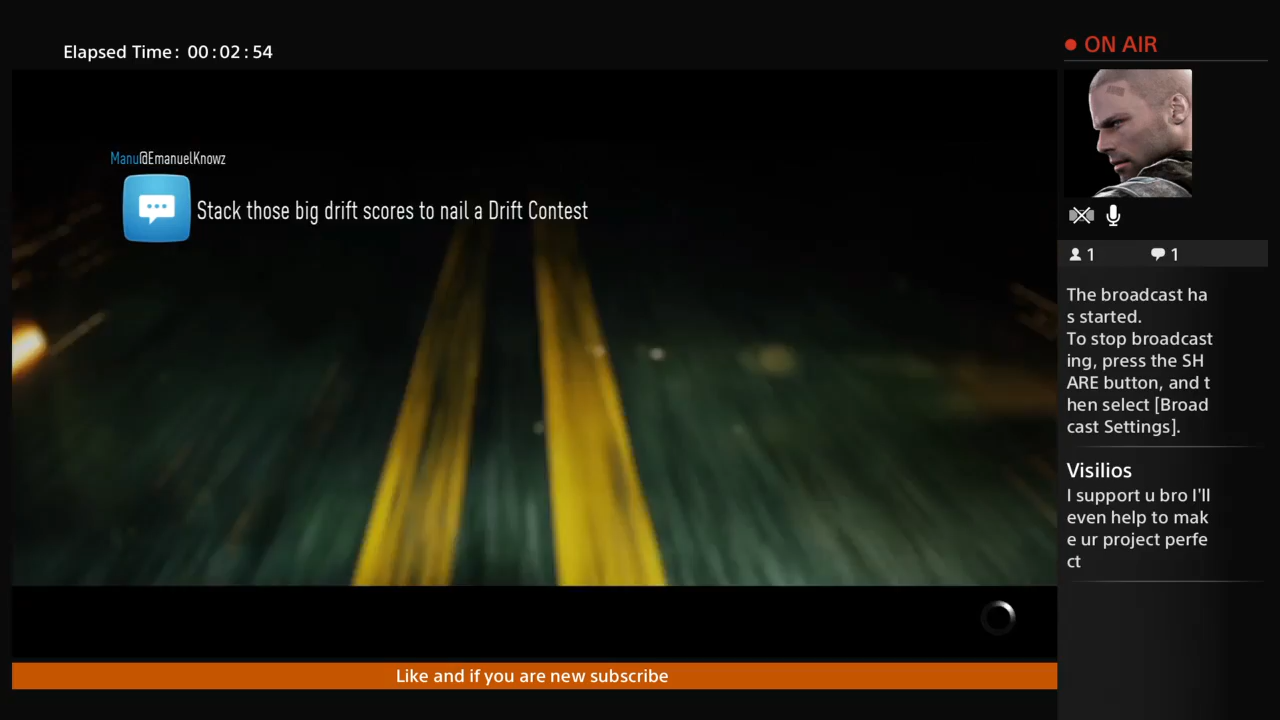 Elapsed Time: 00:02:54
ON AIR
Manu@EmanuelKnowz
Stack those big drift scores to nail a Drift Contest
1 1
The broadcast ha
s started.
To stop broadcast
ing, press the SH
ARE button, and t
hen select [Broad
cast Settings].
Visilios
I support u bro I'll
even help to mak
e ur project perfe
ct
Like and if you are new subscribe